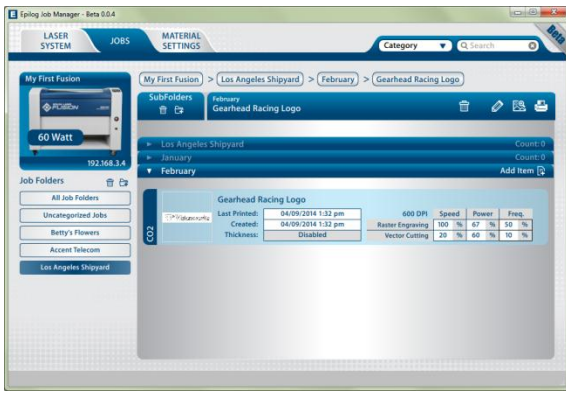 Epilog Job Manager - Beta 0.0.4
LASER SYSTEM
JOBS
MATERIAL SETTINGS
Category
Search
Beta
My First Fusion
FUSION
60 Watt
192.168.3.4
Job Folders
All Job Folders
Uncategorized Jobs
Betty's Flowers
Accent Telecom
Los Angeles Shipyard
My First Fusion > Los Angeles Shipyard > February > Gearhead Racing Logo
SubFolders
February
Gearhead Racing Logo
Los Angeles Shipyard Count: 0
January Count: 0
February Add Item
CO2
Gearhead Racing Logo
Last Printed: 04/09/2014 1:32 pm 600 DPI Speed Power Freq.
Created: 04/09/2014 1:32 pm Raster Engraving 100 % 67 % 50 %
Thickness: Disabled Vector Cutting 20 % 60 % 10 %